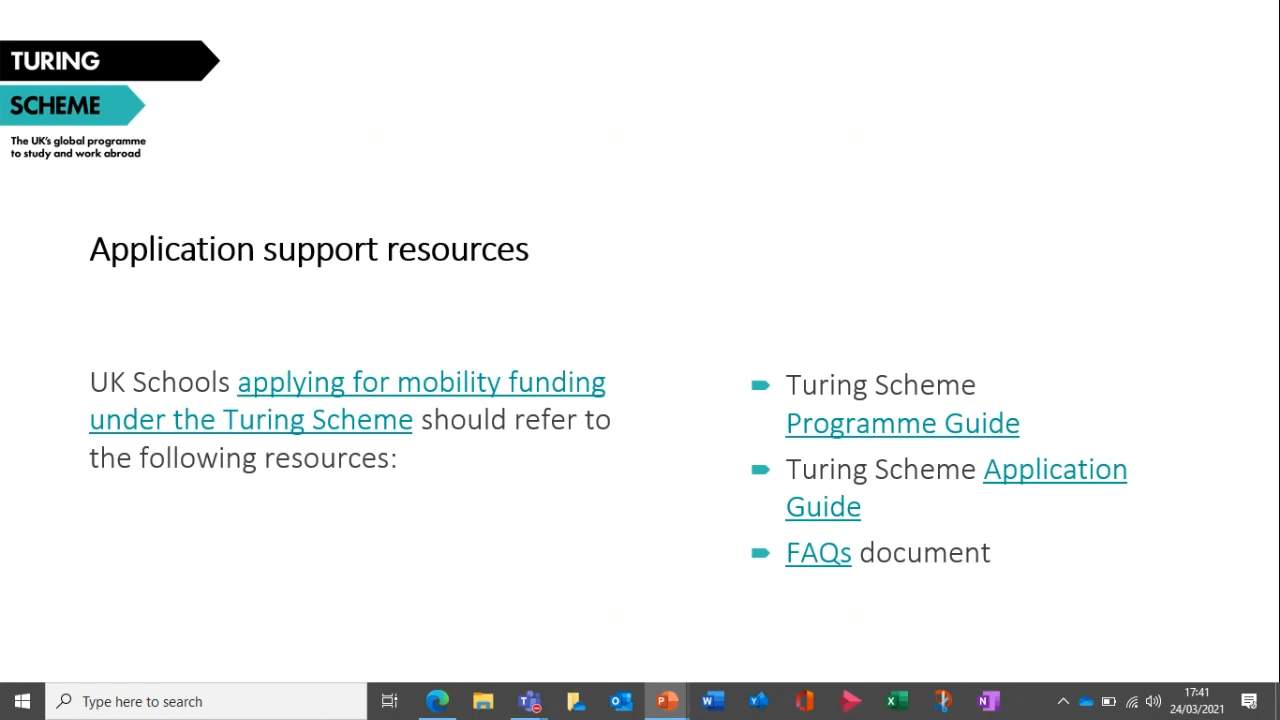 TURING
SCHEME
The UK's global programme
to study and work abroad
Application support resources
UK Schools applying for mobility funding
under the Turing Scheme should refer to
the following resources:
Turing Scheme
Programme Guide
Turing Scheme Application
Guide
FAQs document
Type here to search
17:41
24/03/2021